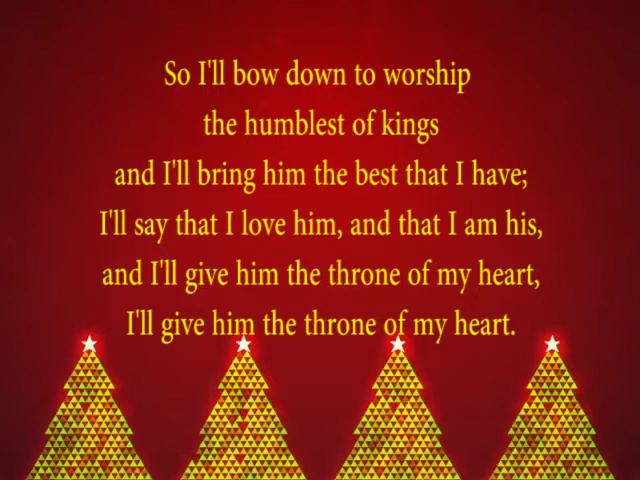 So I'll bow down to worship
the humblest of kings
and I'll bring him the best that I have;
I'll say that I love him, and that I am his,
and I'll give him the throne of my heart,
I'll give him the throne of my heart.